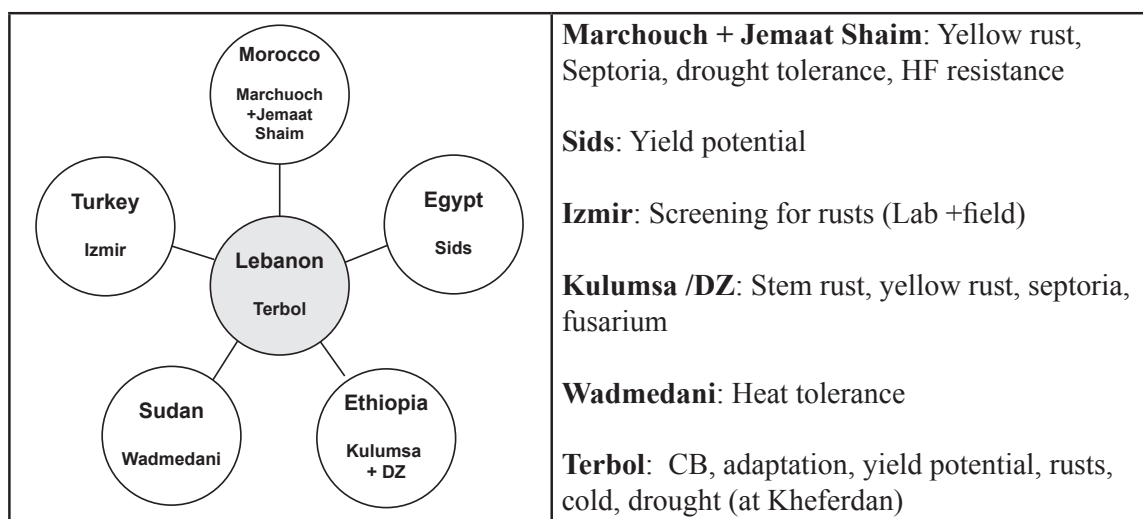 Morocco
Marchuoch
+Jemaat
Shaim
Turkey
Izmir
Egypt
Sids
Lebanon
Terbol
Sudan
Wadmedani
Ethiopia
Kulumsa
+ DZ
Marchouch + Jemaat Shaim: Yellow rust,
Septoria, drought tolerance, HF resistance
Sids: Yield potential
Izmir: Screening for rusts (Lab +field)
Kulumsa /DZ: Stem rust, yellow rust, septoria,
fusarium
Wadmedani: Heat tolerance
Terbol: CB, adaptation, yield potential, rusts,
cold, drought (at Kheferdan)